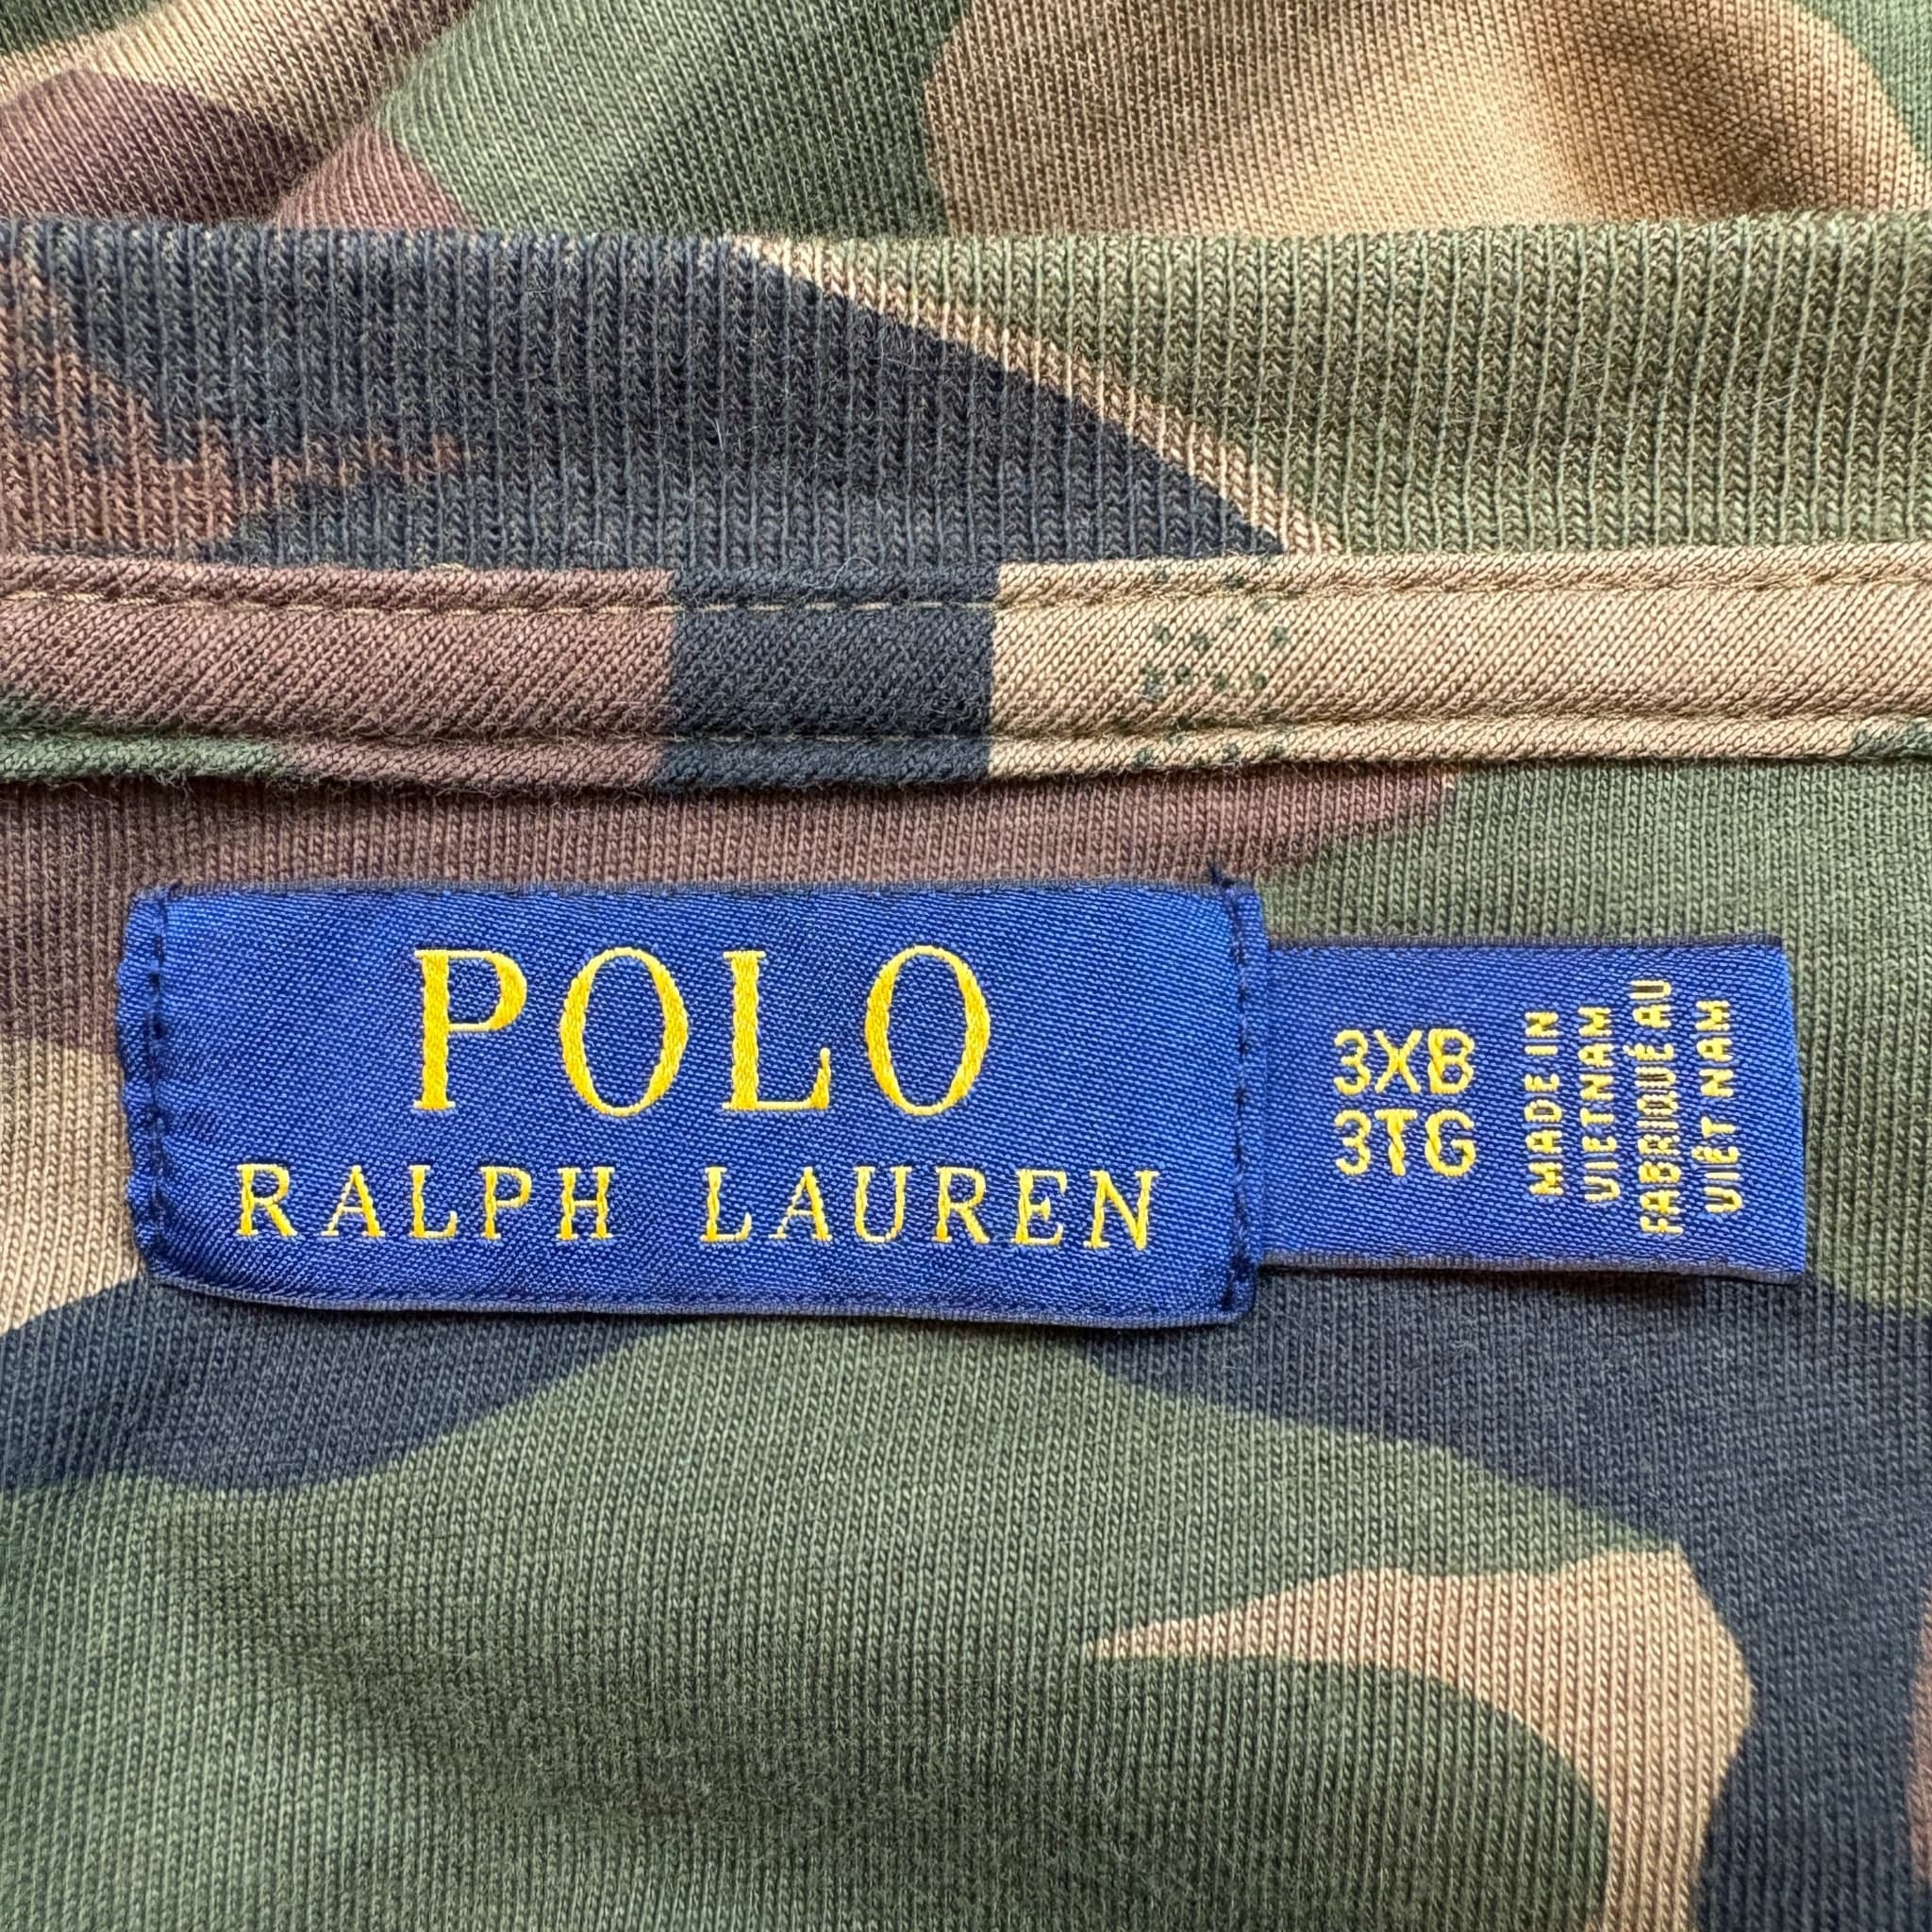 POLO
RALPH LAUREN
3XB
3TG
MADE IN
VIETNAM
FABRIQUÉ AU
VIÊT NAM